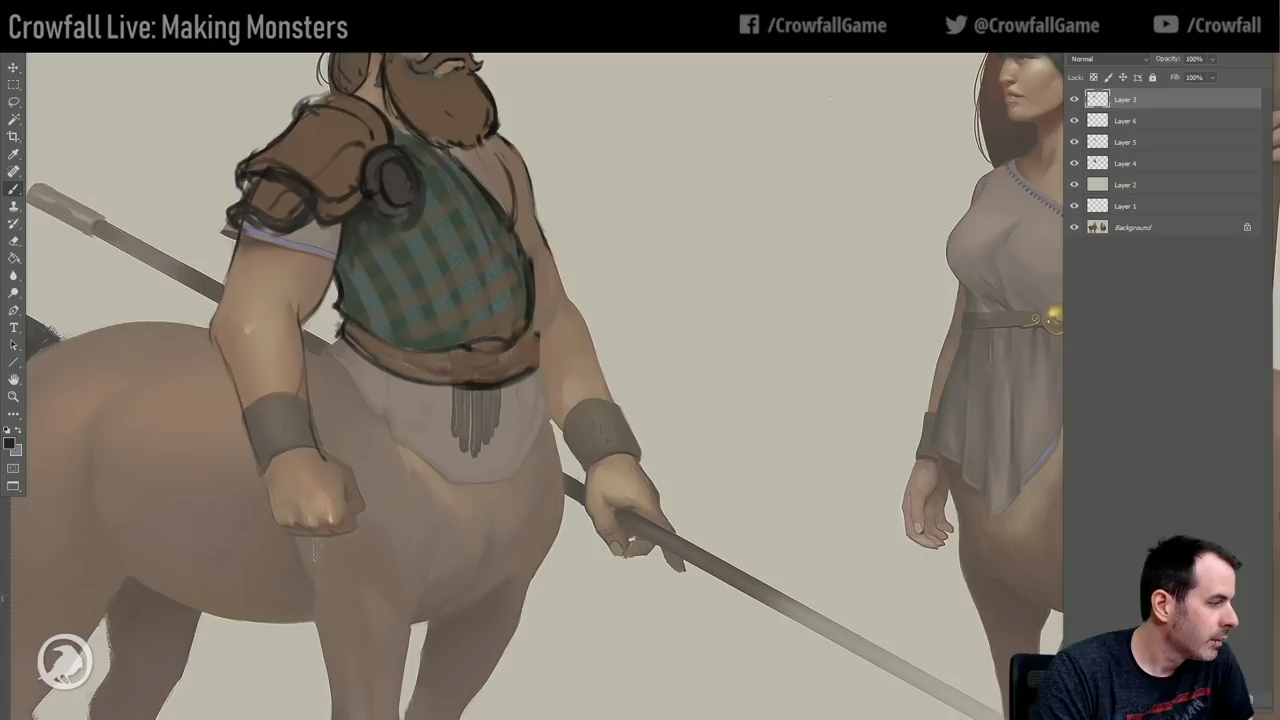 Crowfall Live: Making Monsters
/CrowfallGame
@CrowfallGame
/Crowfall
Normal
Opacity: 100%
Lock:
Fill: 100%
Layer 3
Layer 6
Layer 5
Layer 4
Layer 2
Layer 1
Background